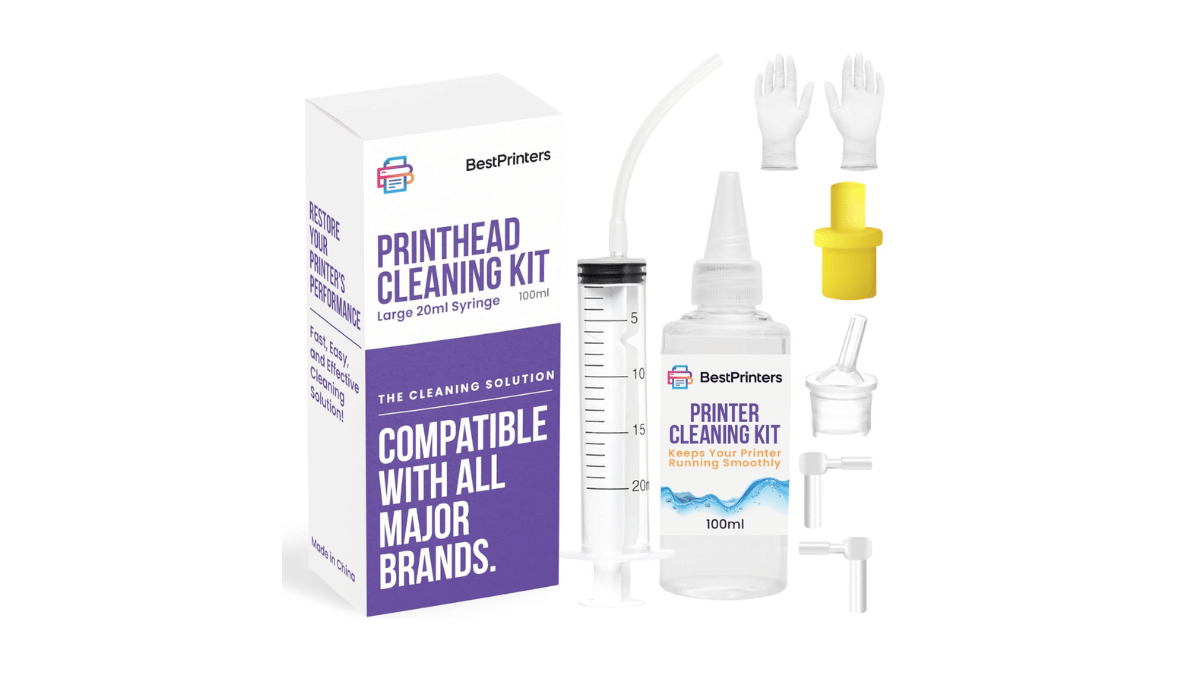 RESTORE
YOUR
PRINTER'S
PERFORMANCE
Fast, Easy,
and Effective
Cleaning
Solution!
Made in China
BestPrinters
PRINTHEAD
CLEANING KIT
Large 20ml Syringe
100ml
THE CLEANING SOLUTION
COMPATIBLE
WITH ALL
MAJOR
BRANDS.
5
10
15
20m
BestPrinters
PRINTER
CLEANING KIT
Keeps Your Printer
Running Smoothly
100ml